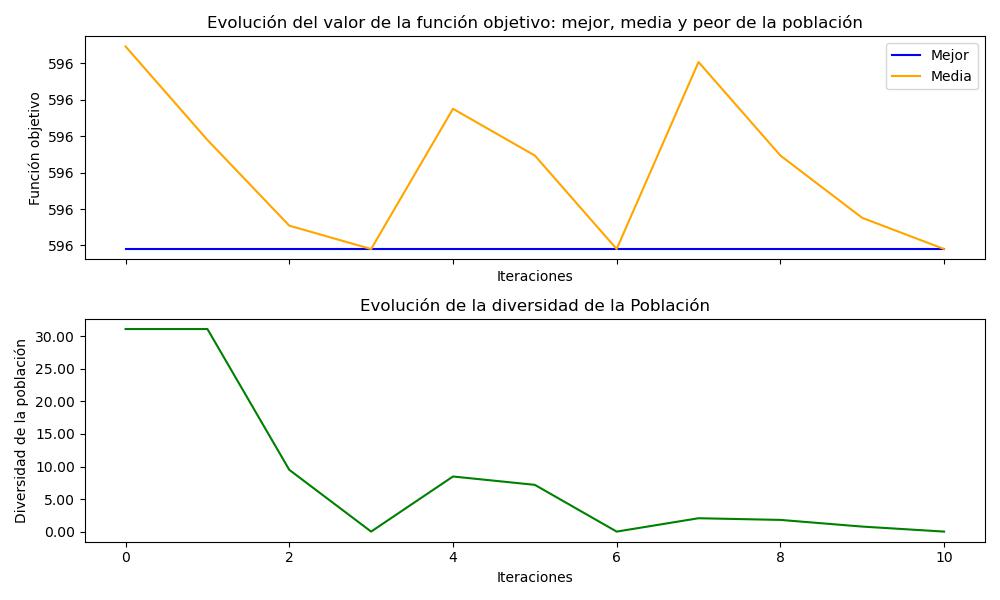 Evolución del valor de la función objetivo: mejor, media y peor de la población
Función objetivo
596
596
596
596
596
596
Mejor
Media
Iteraciones
Evolución de la diversidad de la Población
Diversidad de la población
30.00
25.00
20.00
15.00
10.00
5.00
0.00
0 2 4 6 8 10
Iteraciones